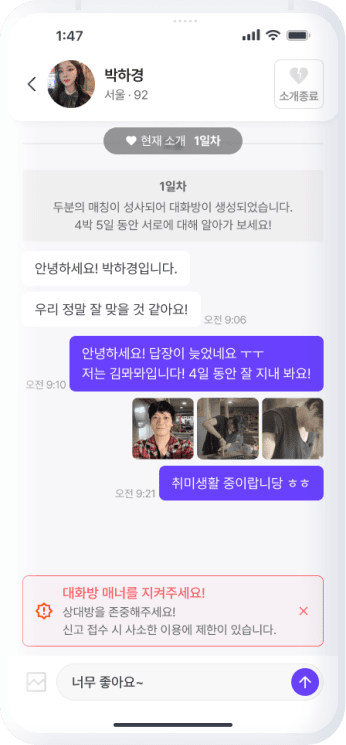 1:47
박하경
서울 · 92
소개종료
현재 소개 1일차
1일차
두분의 매칭이 성사되어 대화방이 생성되었습니다.
4박 5일 동안 서로에 대해 알아가 보세요!
안녕하세요! 박하경입니다.
우리 정말 잘 맞을 것 같아요!
오전 9:06
안녕하세요! 답장이 늦었네요 ㅜㅜ
저는 김뫄뫄입니다! 4일 동안 잘 지내 봐요!
오전 9:10
취미생활 중이랍니당 ㅎㅎ
오전 9:21
대화방 매너를 지켜주세요!
상대방을 존중해주세요!
신고 접수 시 사소한 이용에 제한이 있습니다.
너무 좋아요~